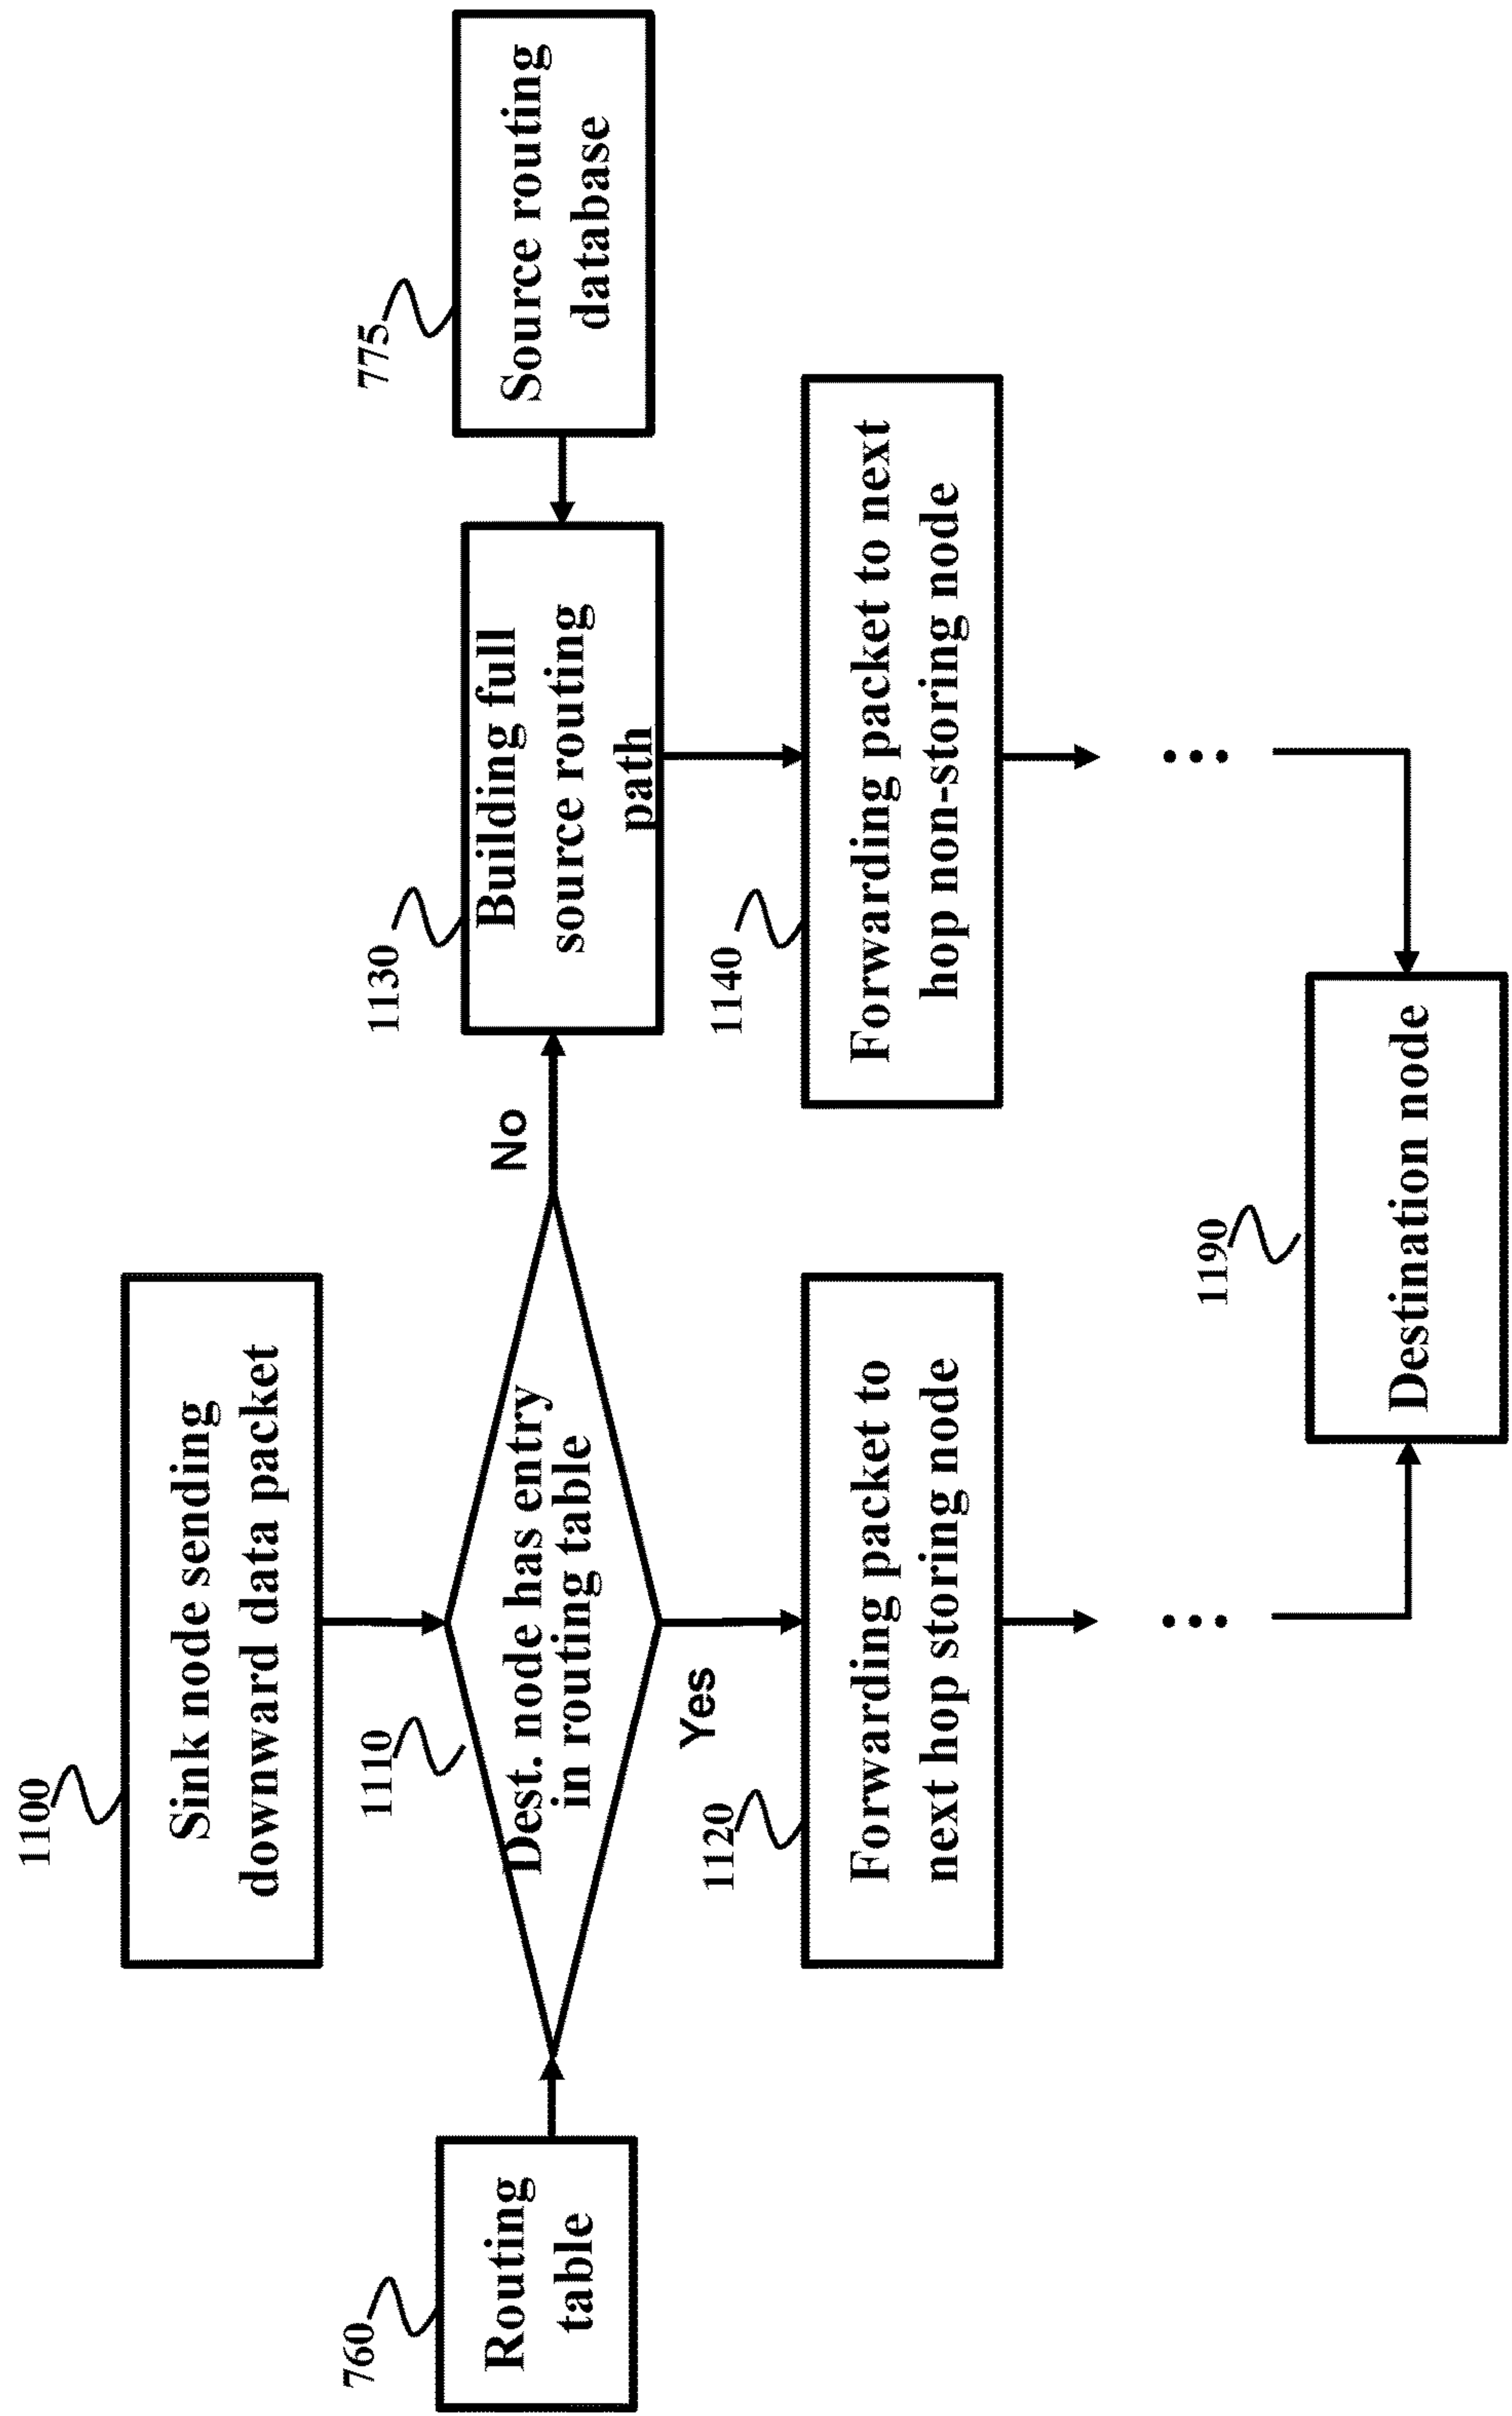 1100
Sink node sending
downward data packet
760
Routing
table
1110
Dest. node has entry
in routing table
No
1130
Building full
source routing
path
775
Source routing
database
Yes
1120
Forwarding packet to
next hop storing node
1140
Forwarding packet to next
hop non-storing node
...
...
1190
Destination node